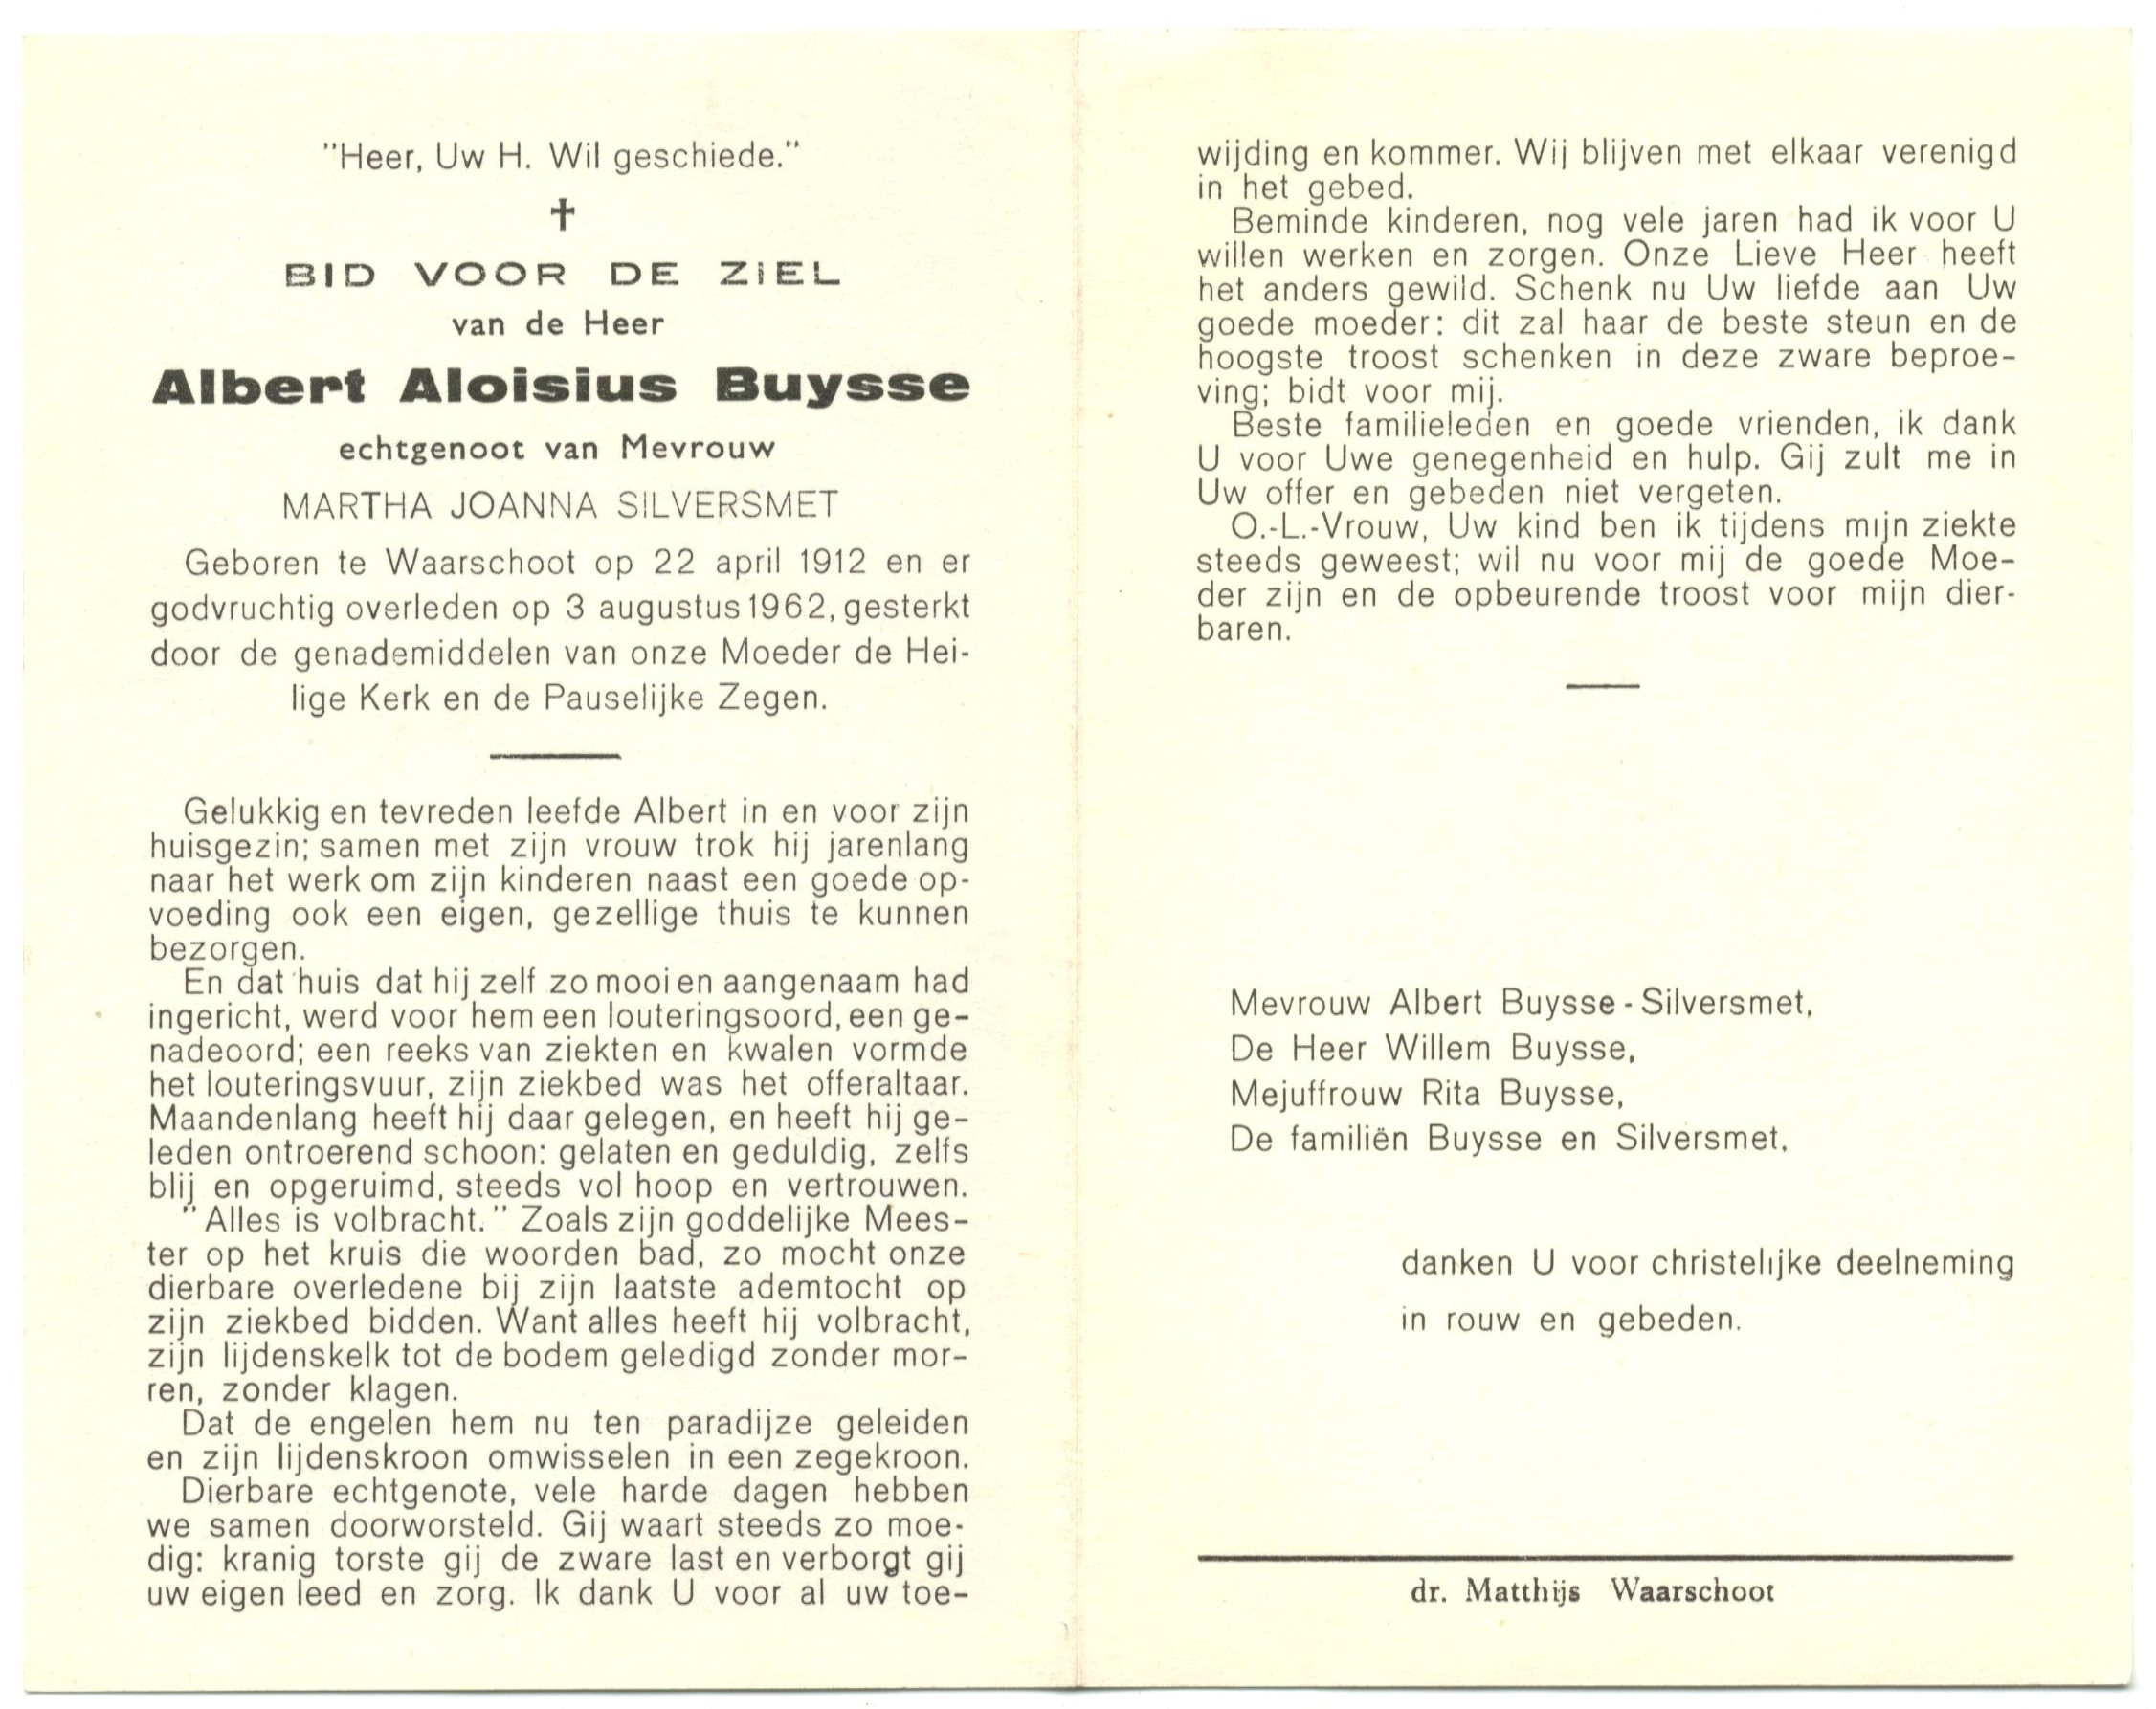 "Heer, Uw H. Wil geschiede."
✝
BID VOOR DE ZiEL
van de Heer
Albert Aloisius Buysse
echtgenoot van Mevrouw
MARTHA JOANNA SILVERSMET
Geboren te Waarschoot op 22 april 1912 en er
godvruchtig overleden op 3 augustus 1962, gesterkt
door de genademiddelen van onze Moeder de Hei-
lige Kerk en de Pauselijke Zegen.
Gelukkig en tevreden leefde Albert in en voor zijn
huisgezin; samen met zijn vrouw trok hij jarenlang
naar het werk om zijn kinderen naast een goede op-
voeding ook een eigen, gezellige thuis te kunnen
bezorgen.
En dat huis dat hij zelf zo mooi en aangenaam had
ingericht, werd voor hem een louteringsoord, een ge-
nadeoord; een reeks van ziekten en kwalen vormde
het louteringsvuur, zijn ziekbed was het offeraltaar.
Maandenlang heeft hij daar gelegen, en heeft hij ge-
leden ontroerend schoon: gelaten en geduldig, zelfs
blij en opgeruimd, steeds vol hoop en vertrouwen.
"Alles is volbracht." Zoals zijn goddelijke Mees-
ter op het kruis die woorden bad, zo mocht onze
dierbare overledene bij zijn laatste ademtocht op
zijn ziekbed bidden. Want alles heeft hij volbracht,
zijn lijdenskelk tot de bodem geledigd zonder mor-
ren, zonder klagen.
Dat de engelen hem nu ten paradijze geleiden
en zijn lijdenskroon omwisselen in een zegekroon.
Dierbare echtgenote, vele harde dagen hebben
we samen doorworsteld. Gij waart steeds zo moe-
dig: kranig torste gij de zware last en verborgt gij
uw eigen leed en zorg. Ik dank U voor al uw toe-
wijding en kommer. Wij blijven met elkaar verenigd
in het gebed.
Beminde kinderen, nog vele jaren had ik voor U
willen werken en zorgen. Onze Lieve Heer heeft
het anders gewild. Schenk nu Uw liefde aan Uw
goede moeder: dit zal haar de beste steun en de
hoogste troost schenken in deze zware beproe-
ving; bidt voor mij.
Beste familieleden en goede vrienden, ik dank
U voor Uwe genegenheid en hulp. Gij zult me in
Uw offer en gebeden niet vergeten.
O.-L.-Vrouw, Uw kind ben ik tijdens mijn ziekte
steeds geweest; wil nu voor mij de goede Moe-
der zijn en de opbeurende troost voor mijn dier-
baren.
Mevrouw Albert Buysse - Silversmet,
De Heer Willem Buysse,
Mejuffrouw Rita Buysse,
De familiën Buysse en Silversmet,
danken U voor christelijke deelneming
in rouw en gebeden.
dr. Matthijs Waarschoot